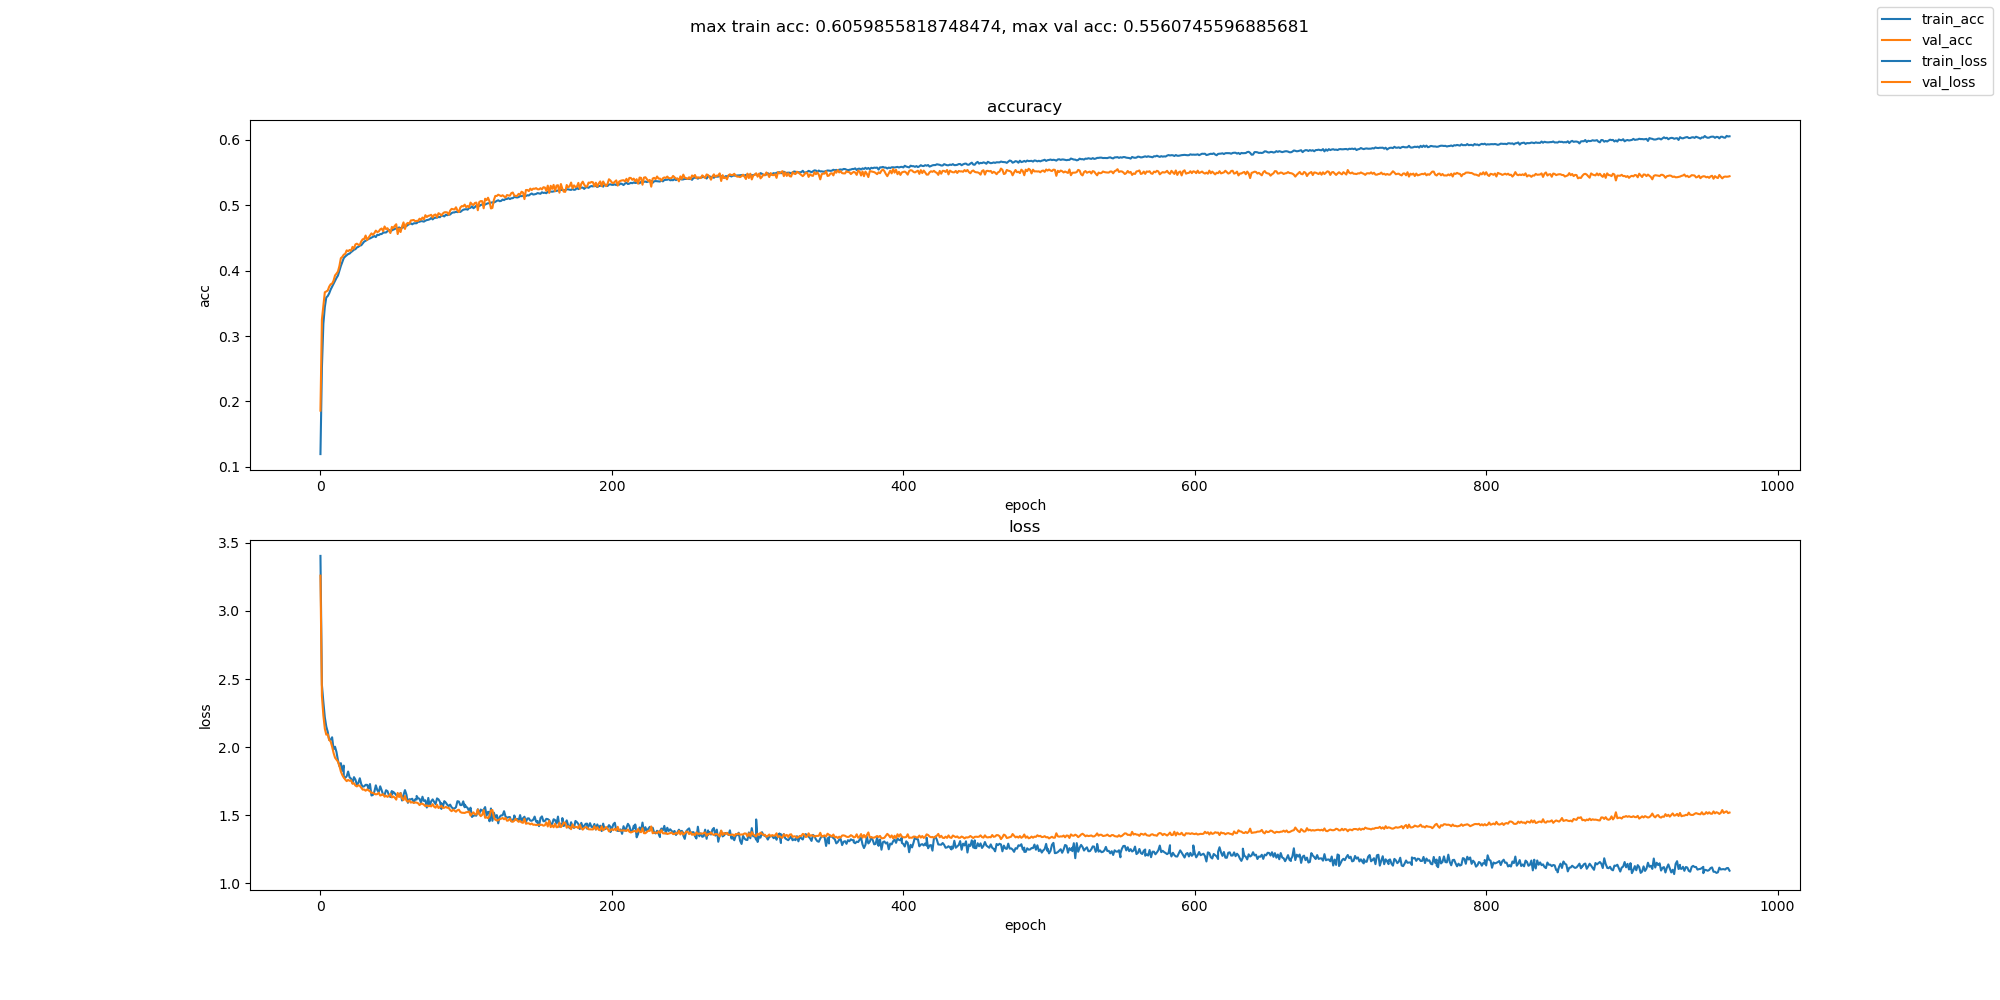 max train acc: 0.6059855818748474, max val acc: 0.5560745596885681
train_acc
val_acc
train_loss
val_loss
accuracy
0.6
0.5
0.4
0.3
0.2
0.1
acc
0 200 400 600 800 1000
epoch
loss
3.5
3.0
2.5
2.0
1.5
1.0
loss
0 200 400 600 800 1000
epoch